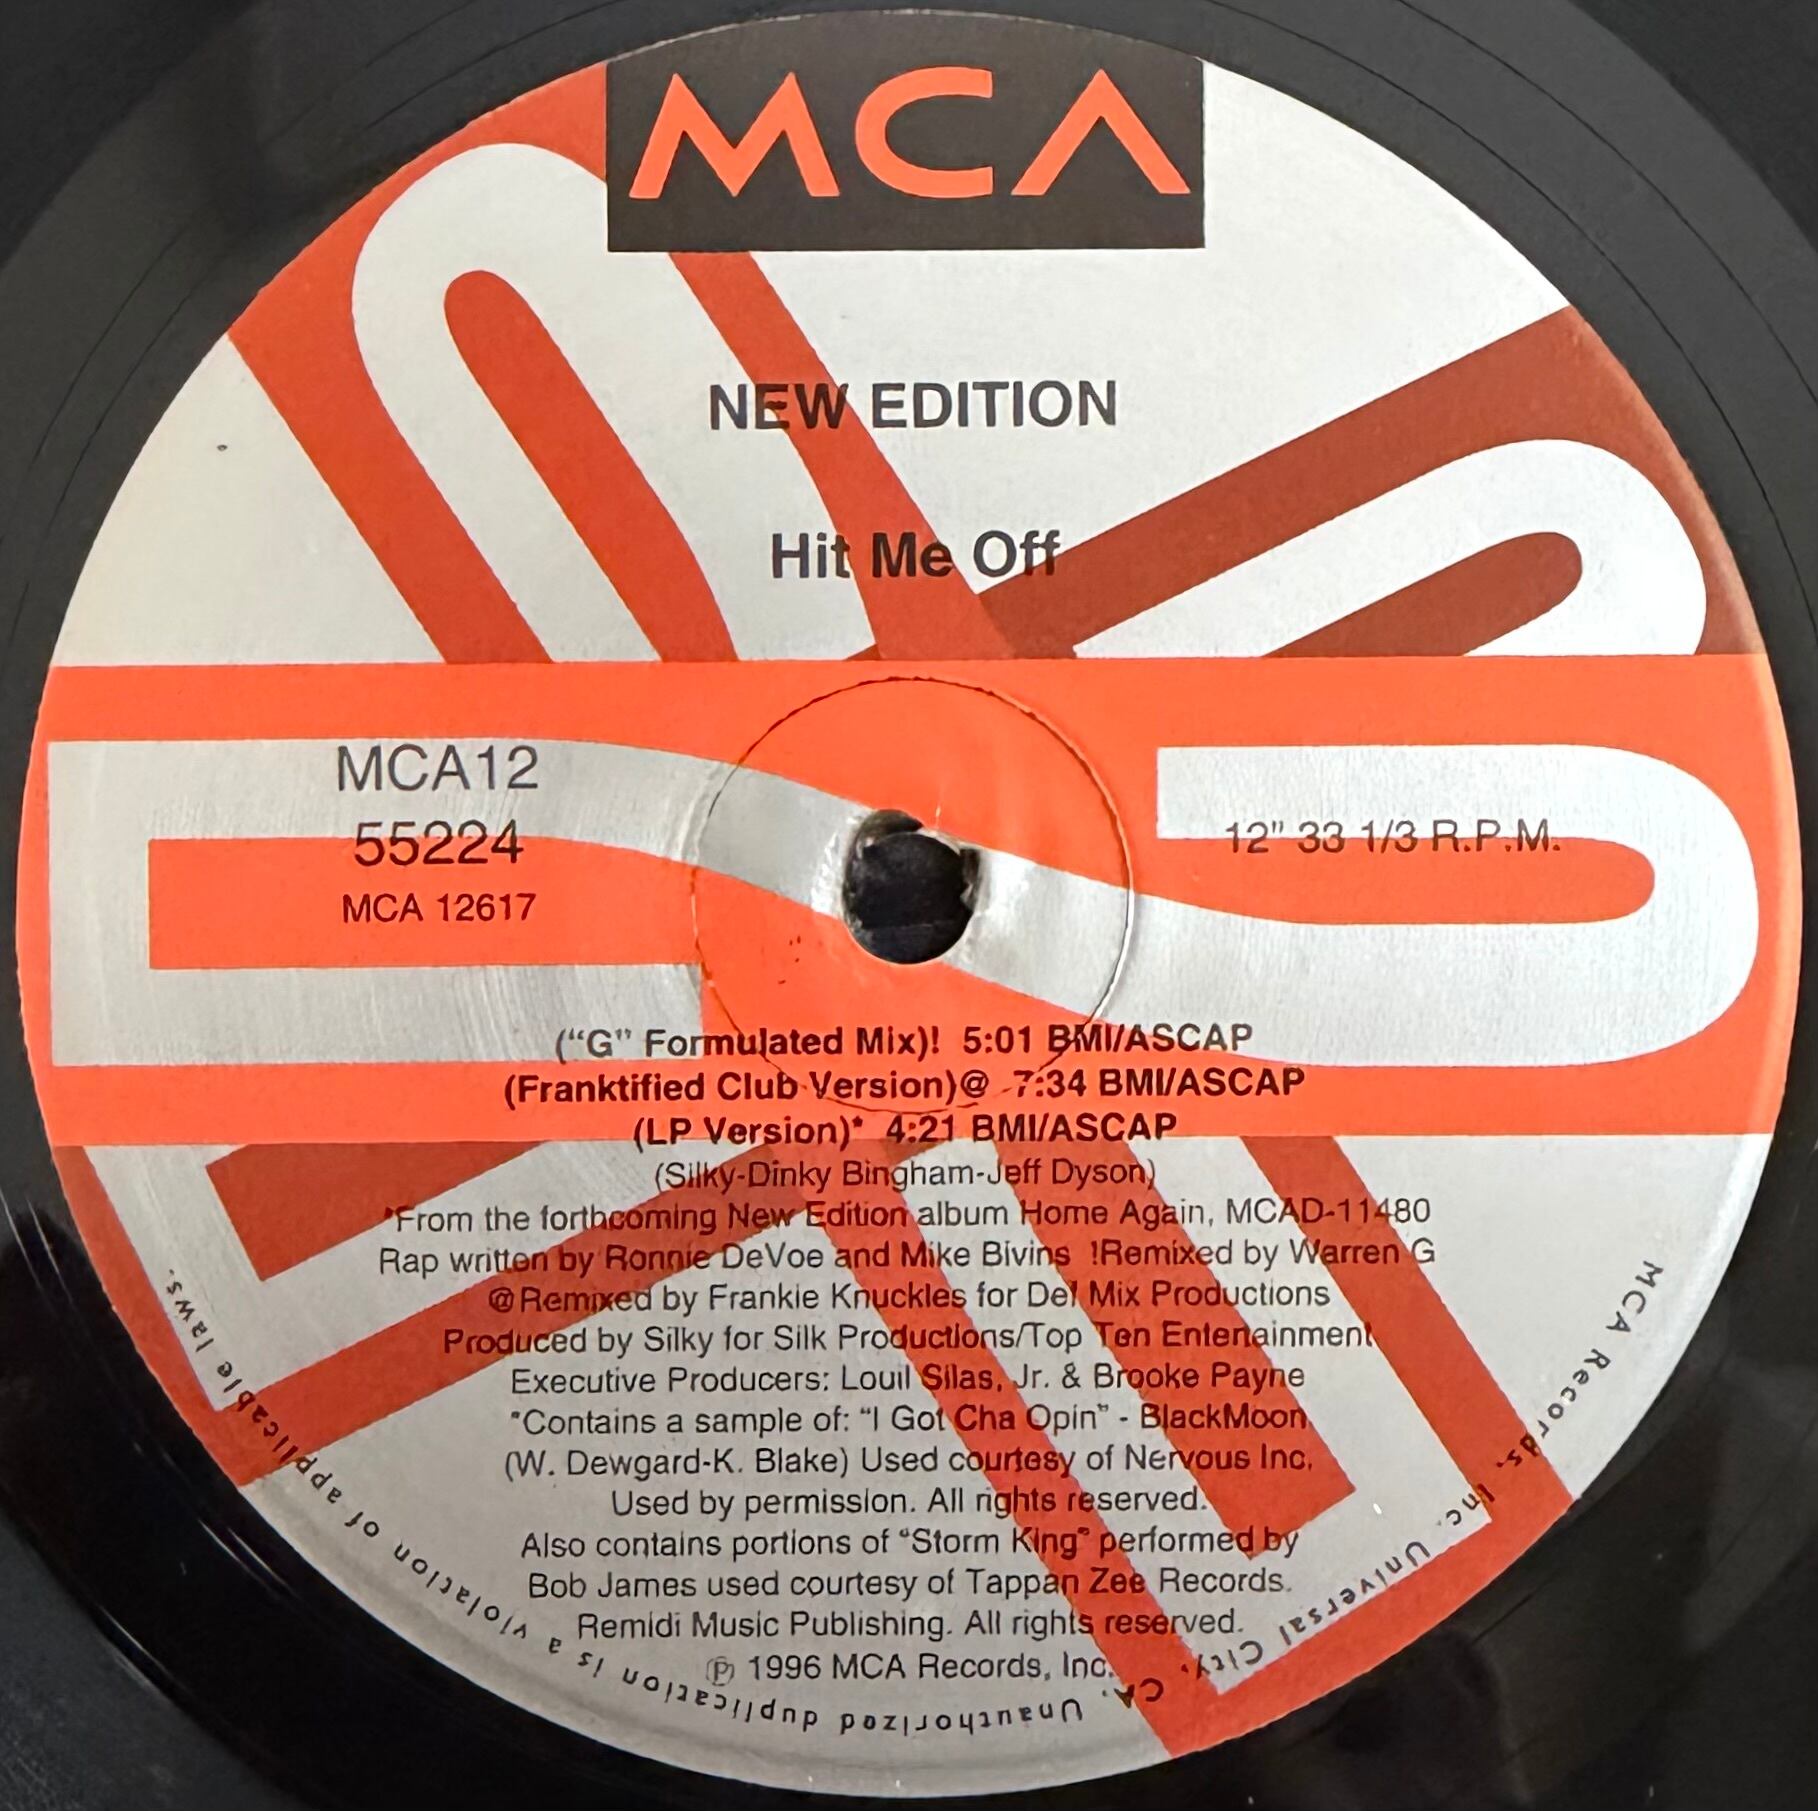 MCA
NEW EDITION
Hit Me Off
MCA12
55224
MCA 12617
12" 33 1/3 R.P.M.
("G" Formulated Mix)! 5:01 BMI/ASCAP
(Franktified Club Version)@ 7:34 BMI/ASCAP
(LP Version)* 4:21 BMI/ASCAP
(Silky-Dinky Bingham-Jeff Dyson)
*From the forthcoming New Edition album Home Again, MCAD-11480
Rap written by Ronnie DeVoe and Mike Bivins !Remixed by Warren G
@Remixed by Frankie Knuckles for Def Mix Productions
Produced by Silky for Silk Productions/Top Ten Entertainment
Executive Producers: Louil Silas, Jr. & Brooke Payne
*Contains a sample of: "I Got Cha Opin" - BlackMoon
(W. Dewgard-K. Blake) Used courtesy of Nervous Inc.
Used by permission. All rights reserved.
Also contains portions of "Storm King" performed by
Bob James used courtesy of Tappan Zee Records.
Remidi Music Publishing. All rights reserved.
℗ 1996 MCA Records, Inc.
MCA Records, Inc. Universal City, CA. Unauthorized duplication is a violation of applicable laws.